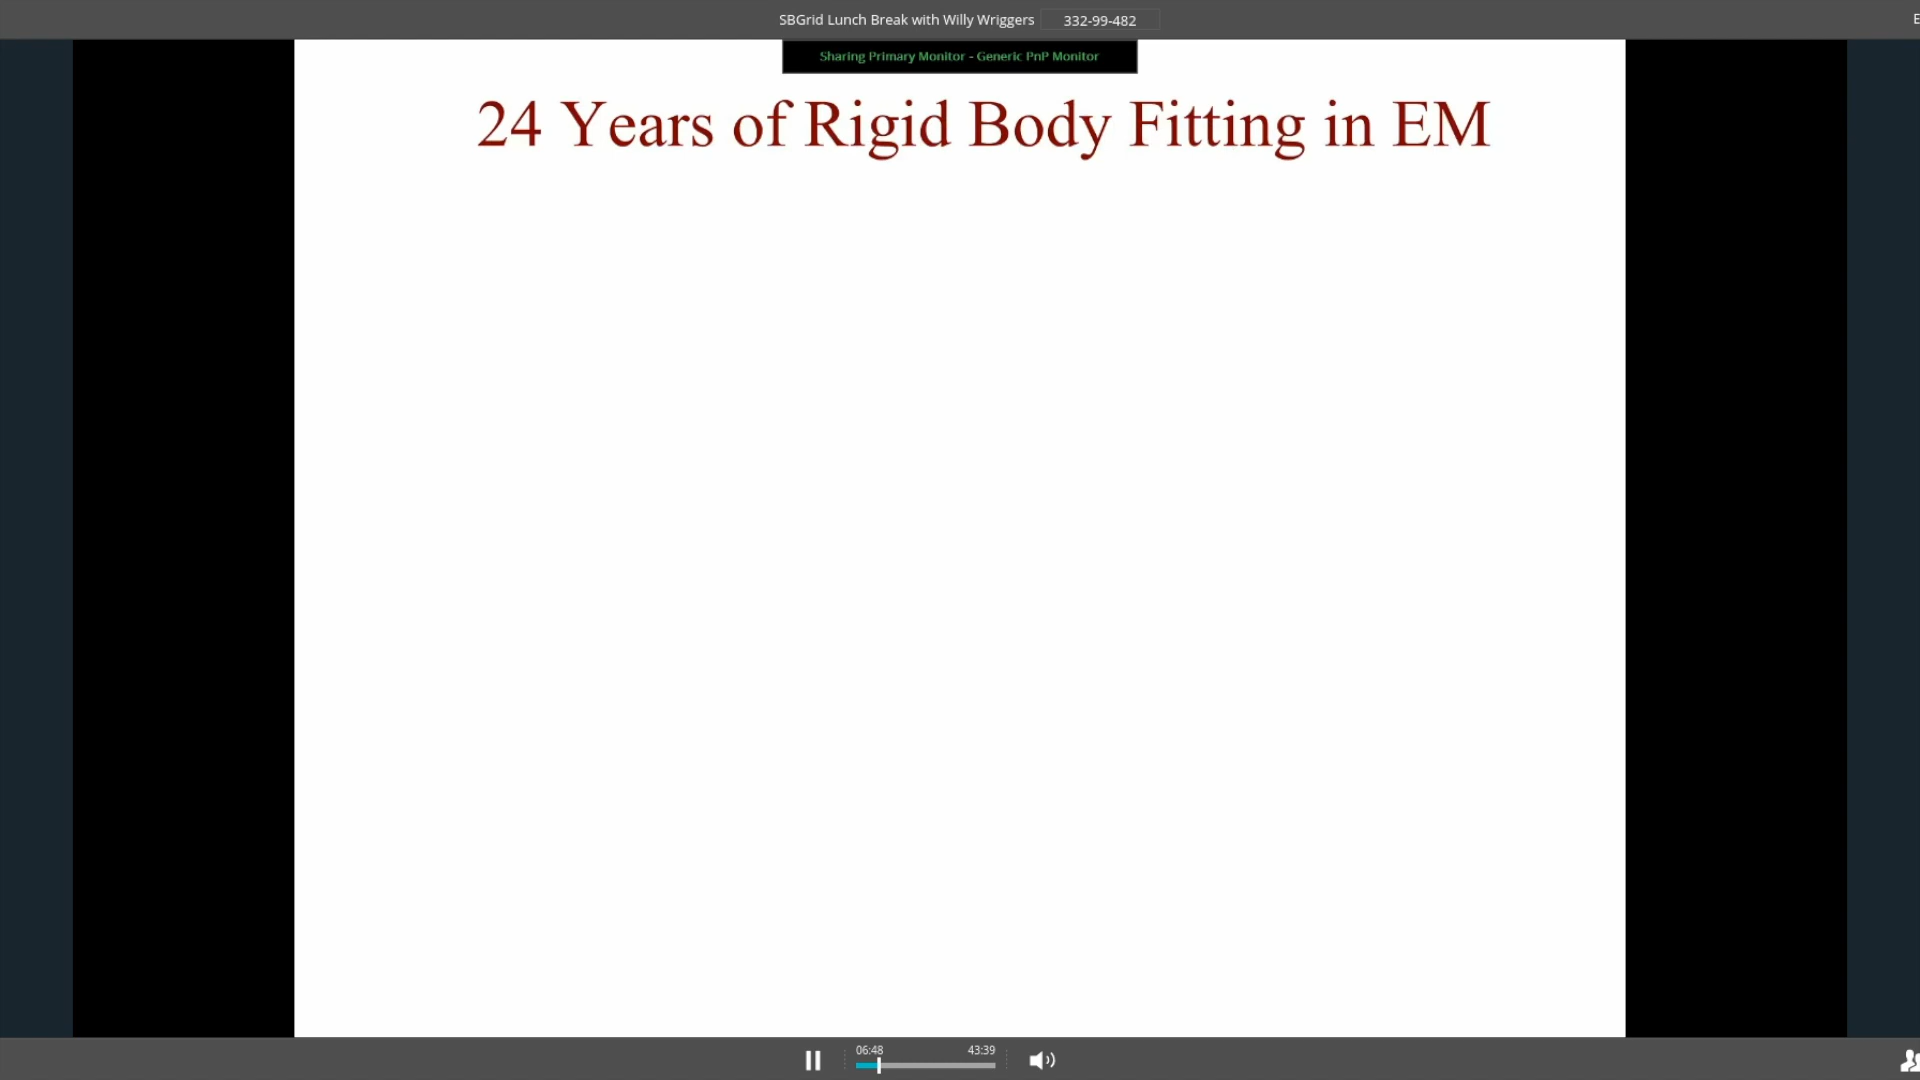 SBGrid Lunch Break with Willy Wriggers 332-99-482
E
Sharing Primary Monitor - Generic PnP Monitor
24 Years of Rigid Body Fitting in EM
06:48 43:39